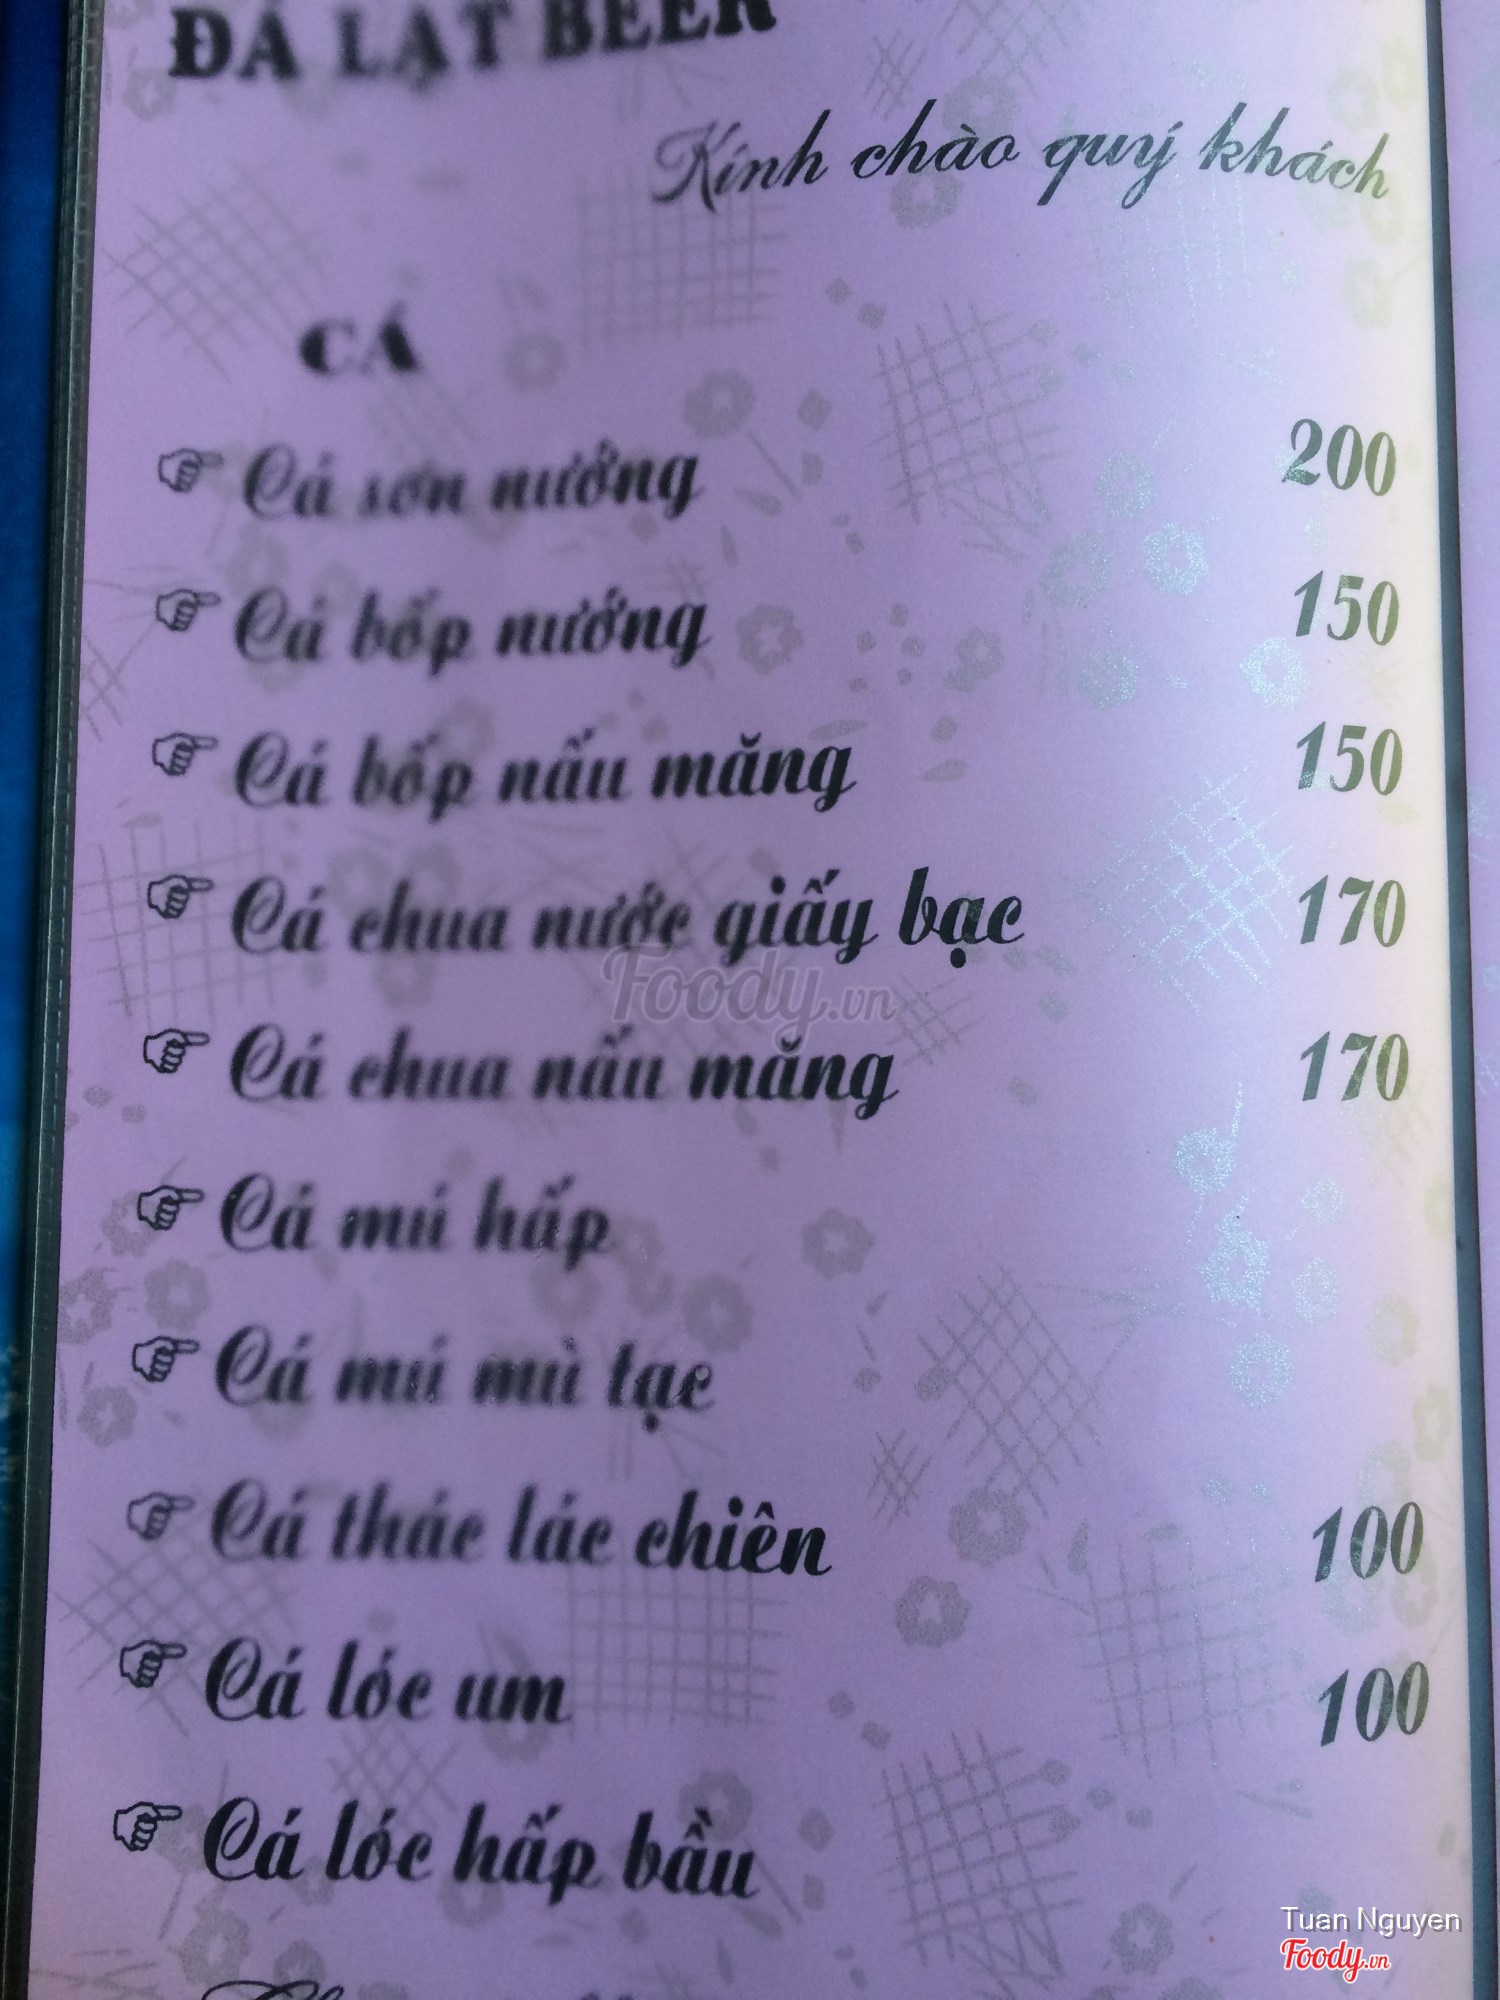 ĐÀ LẠT BEER
Kính chào quý khách
CÁ
Cá sơn nướng 200
Cá bốp nướng 150
Cá bốp nấu măng 150
Cá chua nước giấy bạc 170
Cá chua nấu măng 170
Cá mú hấp
Cá mú mù tạc
Cá thác lác chiên 100
Cá lóc um 100
Cá lóc hấp bầu
Foody.vn
Tuan Nguyen
Foody.vn